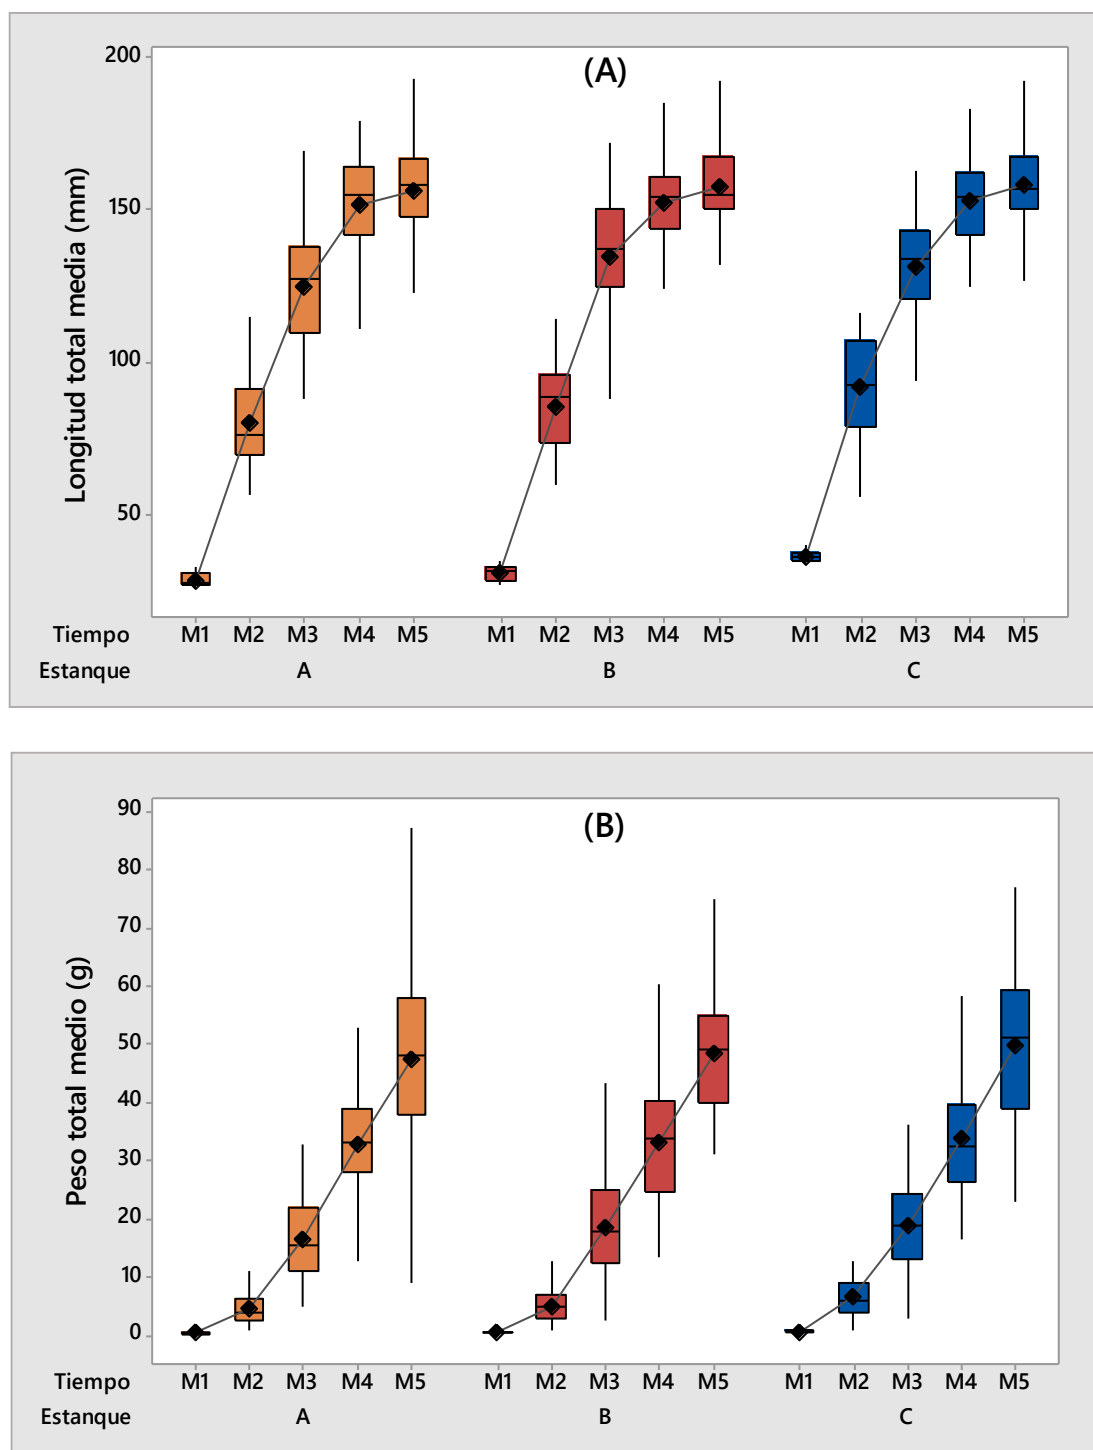 (A)
Longitud total media (mm)
200
150
100
50
Tiempo M1 M2 M3 M4 M5 M1 M2 M3 M4 M5 M1 M2 M3 M4 M5
Estanque A B C
(B)
Peso total medio (g)
90
80
70
60
50
40
30
20
10
0
Tiempo M1 M2 M3 M4 M5 M1 M2 M3 M4 M5 M1 M2 M3 M4 M5
Estanque A B C